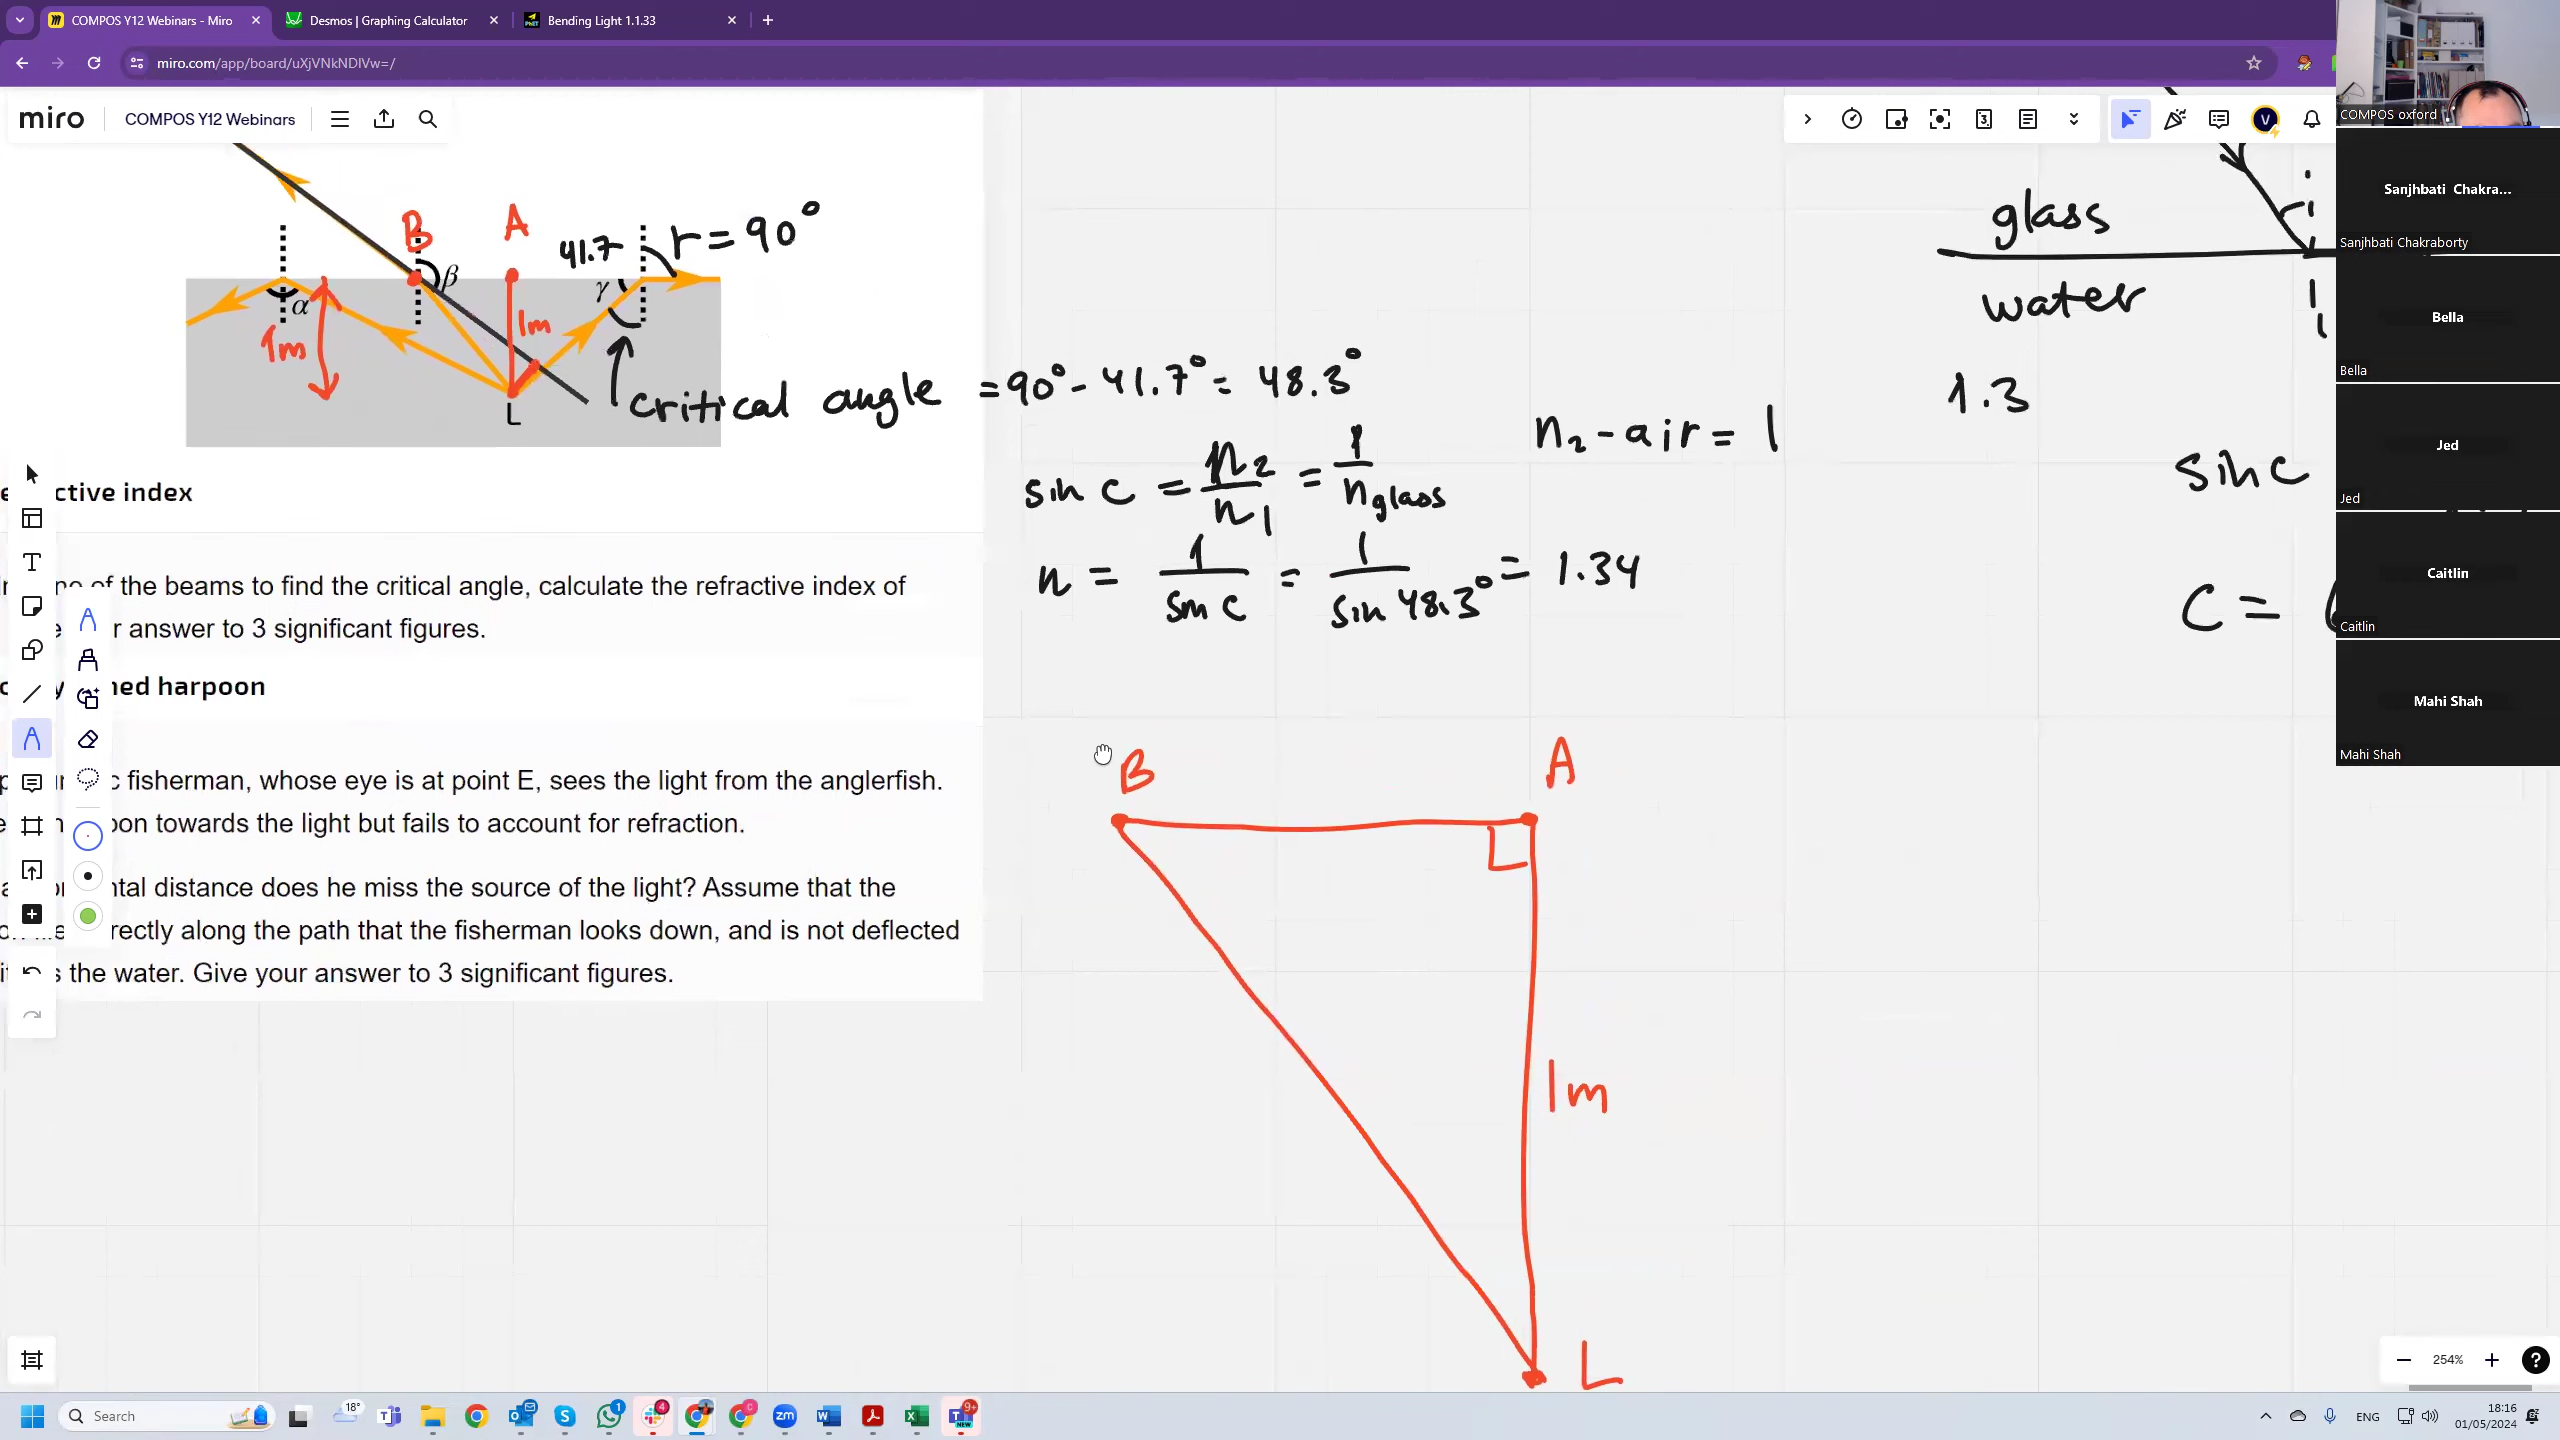 COMPOS Y12 Webinars - Miro
Desmos | Graphing Calculator
Bending Light 1.1.33
miro.com/app/board/uXjVNkNDlVw=/
miro
COMPOS Y12 Webinars
V
COMPOS oxford
Sanjhbati Chakra...
Sanjhbati Chakraborty
Bella
Bella
Jed
Jed
Caitlin
Caitlin
Mahi Shah
Mahi Shah
B
A
41.7
r = 90°
β
γ
α
1m
1m
L
critical angle = 90° - 41.7° = 48.3°
sin c = n2/n1 = 1/n glass
n2 - air = 1
n = 1/sin c = 1/sin 48.3° = 1.34
glass
water
1.3
sin c
c =
ective index
of the beams to find the critical angle, calculate the refractive index of
r answer to 3 significant figures.
ned harpoon
c fisherman, whose eye is at point E, sees the light from the anglerfish.
oon towards the light but fails to account for refraction.
ntal distance does he miss the source of the light? Assume that the
rectly along the path that the fisherman looks down, and is not deflected
s the water. Give your answer to 3 significant figures.
B
A
1m
L
254%
18°
Search
1
4
9+
ENG
18:16
01/05/2024